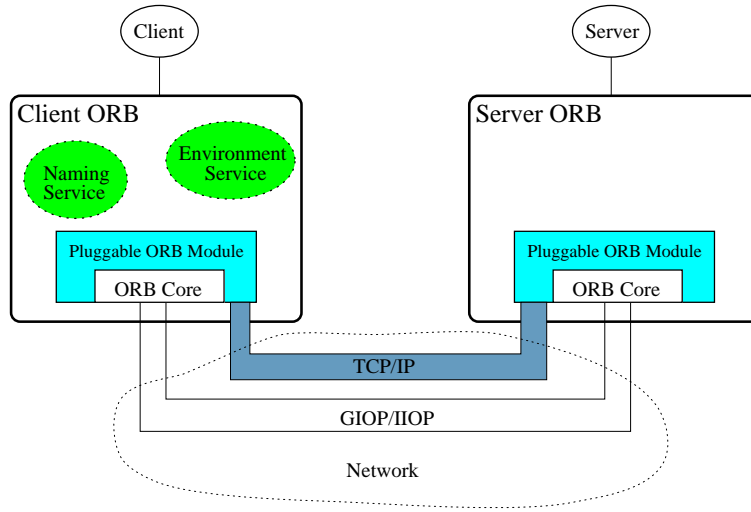 Client
Server
Client ORB
Server ORB
Environment
Service
Naming
Service
Pluggable ORB Module
Pluggable ORB Module
ORB Core
ORB Core
TCP/IP
GIOP/IIOP
Network